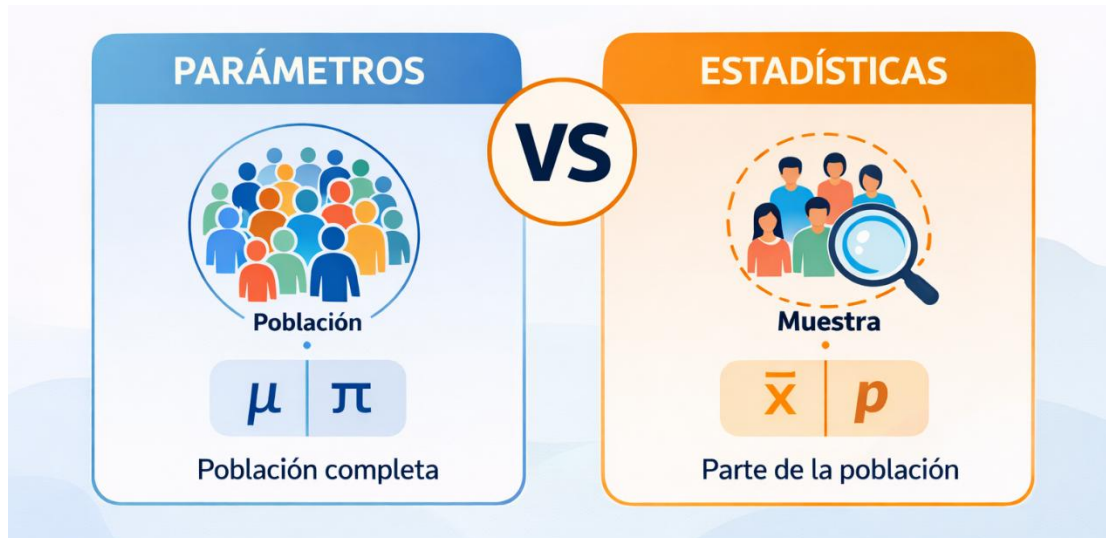 PARÁMETROS
VS
ESTADÍSTICAS
Población
μ π
Población completa
Muestra
x̅ p
Parte de la población